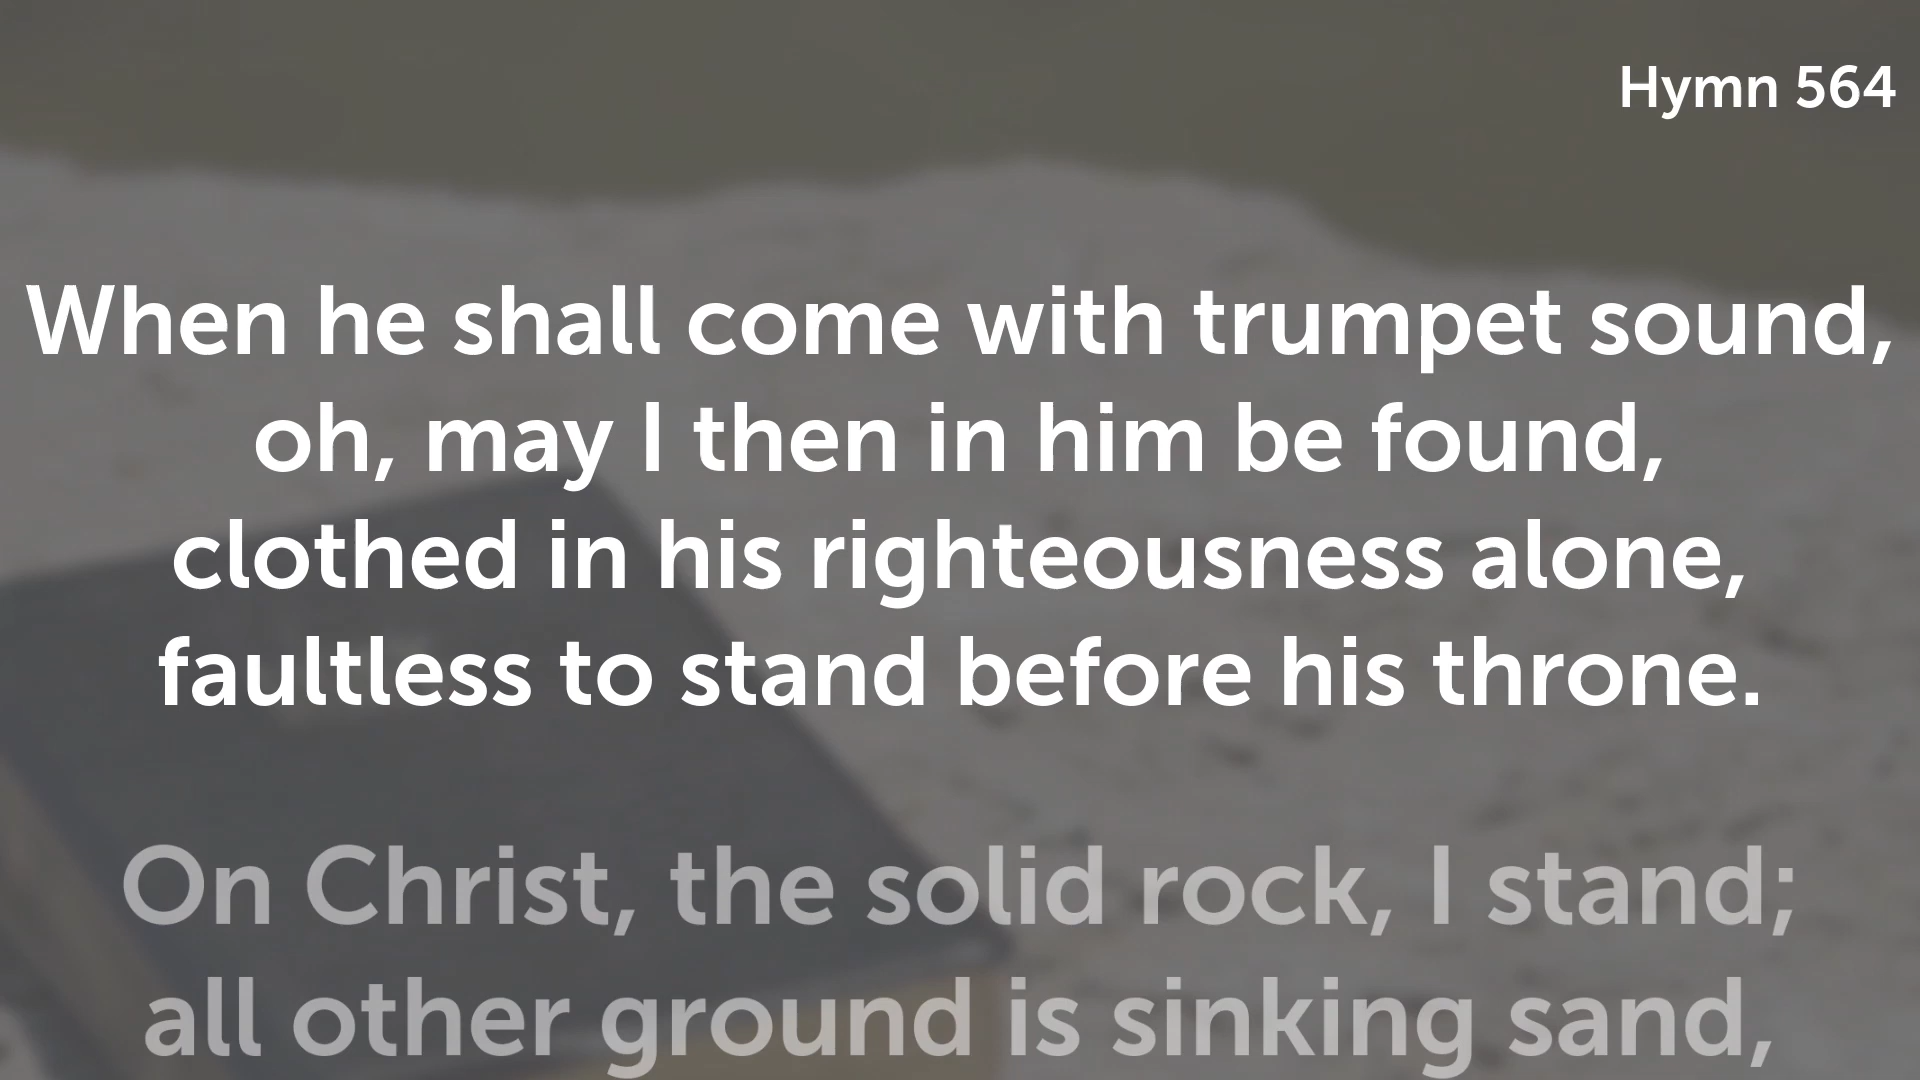 Hymn 564
When he shall come with trumpet sound,
oh, may I then in him be found,
clothed in his righteousness alone,
faultless to stand before his throne.
On Christ, the solid rock, I stand;
all other ground is sinking sand,